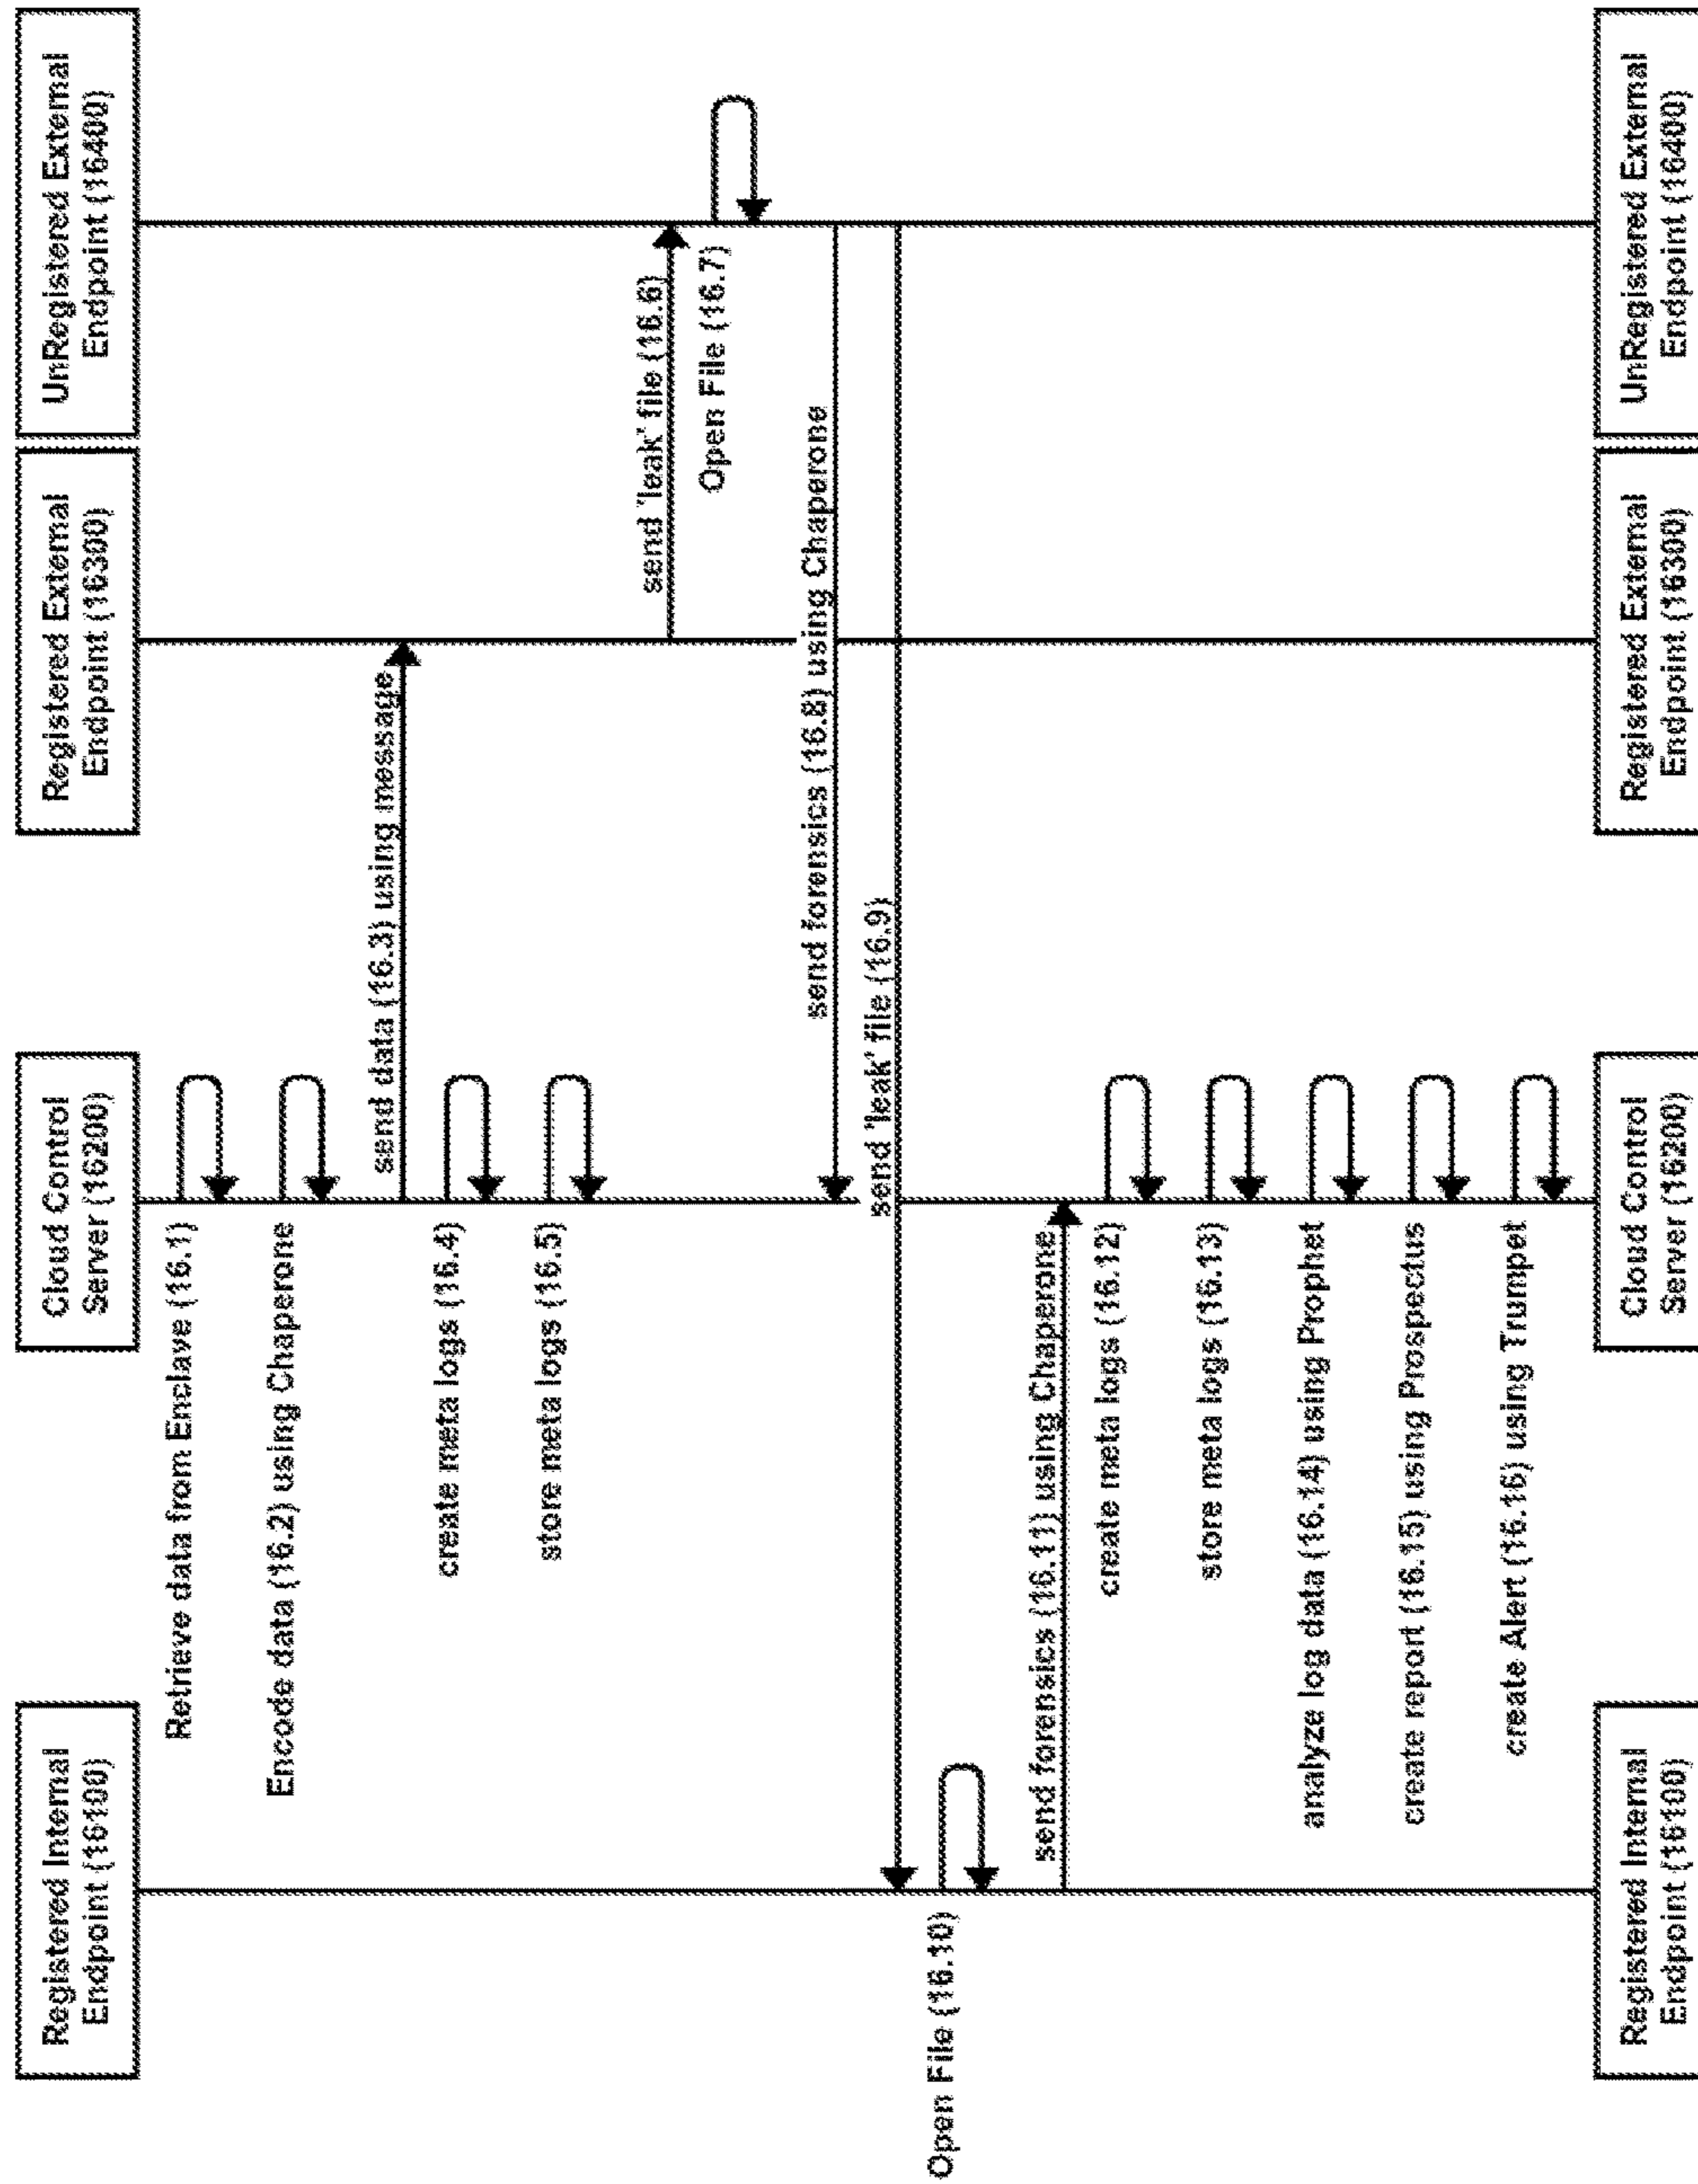 Registered Internal
Endpoint (16100)
Cloud Control
Server (16200)
Registered External
Endpoint (16300)
UnRegistered External
Endpoint (16400)
Retrieve data from Enclave (16.1)
Encode data (16.2) using Chaperone
send data (16.3) using message
create meta logs (16.4)
store meta logs (16.5)
send 'leak' file (16.6)
Open File (16.7)
send forensics (16.8) using Chaperone
send 'leak' file (16.9)
Open File (16.10)
send forensics (16.11) using Chaperone
create meta logs (16.12)
store meta logs (16.13)
analyze log data (16.14) using Prophet
create report (16.15) using Prospectus
create Alert (16.16) using Trumpet
Registered Internal
Endpoint (16100)
Cloud Control
Server (16200)
Registered External
Endpoint (16300)
UnRegistered External
Endpoint (16400)